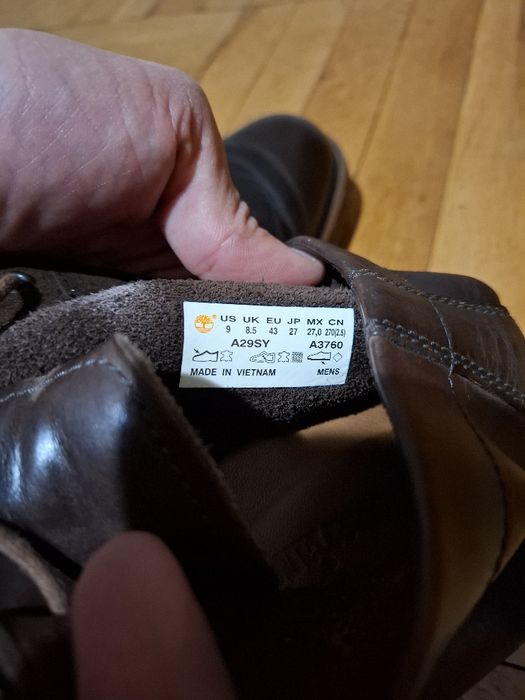 US UK EU JP MX CN
9 8.5 43 27 27,0 270(2.5)
A29SY A3760
MADE IN VIETNAM MENS